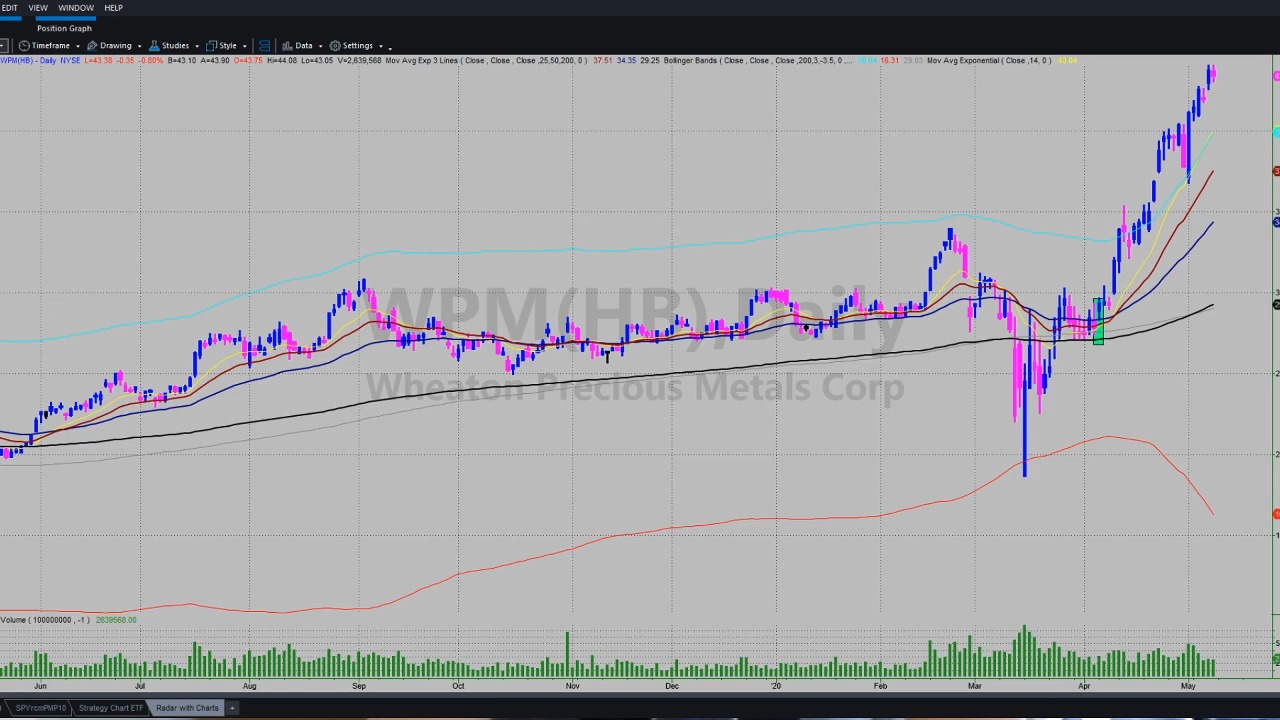 EDIT VIEW WINDOW HELP
Position Graph
Timeframe Drawing Studies Style Data Settings
WPM(HB) - Daily NYSE L=43.38 -0.35 -0.80% B=43.10 A=43.90 O=43.75 Hi=44.08 Lo=43.05 V=2,639,568 Mov Avg Exp 3 Lines ( Close , Close , Close ,25,50,200, 0 ) 37.51 34.35 29.25 Bollinger Bands ( Close , Close , Close ,200,3,-3.5, 0 ,... 16.31 29.03 Mov Avg Exponential ( Close ,14, 0 ) 40.04
WPM(HB),Daily
Wheaton Precious Metals Corp
Volume ( 100000000 , -1 ) 2639568.00
Jun Jul Aug Sep Oct Nov Dec '20 Feb Mar Apr May
SPYrcmPMP10 Strategy Chart ETF Radar with Charts